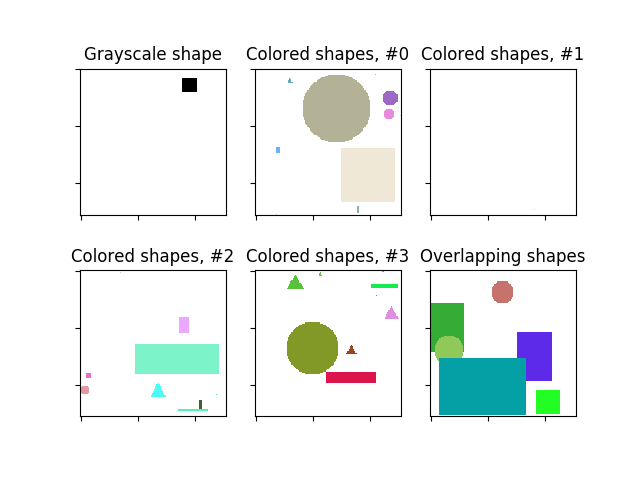 Grayscale shape
Colored shapes, #0
Colored shapes, #1
Colored shapes, #2
Colored shapes, #3
Overlapping shapes